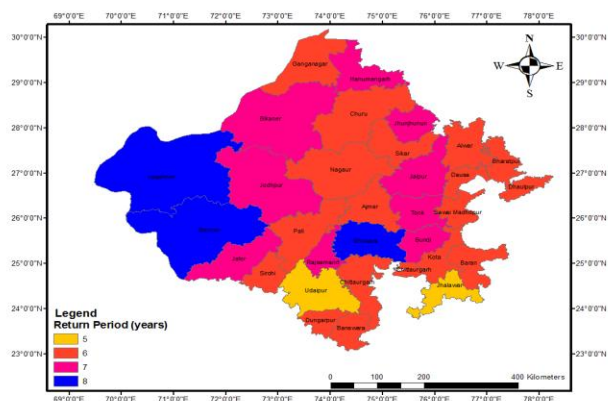 69°0'0"E 70°0'0"E 71°0'0"E 72°0'0"E 73°0'0"E 74°0'0"E 75°0'0"E 76°0'0"E 77°0'0"E 78°0'0"E
30°0'0"N
29°0'0"N
28°0'0"N
27°0'0"N
26°0'0"N
25°0'0"N
24°0'0"N
23°0'0"N
30°0'0"N
29°0'0"N
28°0'0"N
27°0'0"N
26°0'0"N
25°0'0"N
24°0'0"N
23°0'0"N
N
W E
S
Ganganagar
Hanumangarh
Bikaner
Churu
Jhunjhunun
Sikar
Alwar
Bharatpur
Nagaur
Jaipur
Dausa
Dhaulpur
Jodhpur
Ajmer
Tonk
Sawai Madhopur
Pali
Bundi
Jalor
Rajsamand
Kota
Baran
Sirohi
Chittaurgarh
Chittaurgarh
Udaipur
Jhalawar
Dungarpur
Banswara
Legend
Return Period (years)
5
6
7
8
0 50 100 200 400 Kilometers
69°0'0"E 70°0'0"E 71°0'0"E 72°0'0"E 73°0'0"E 74°0'0"E 75°0'0"E 76°0'0"E 77°0'0"E 78°0'0"E